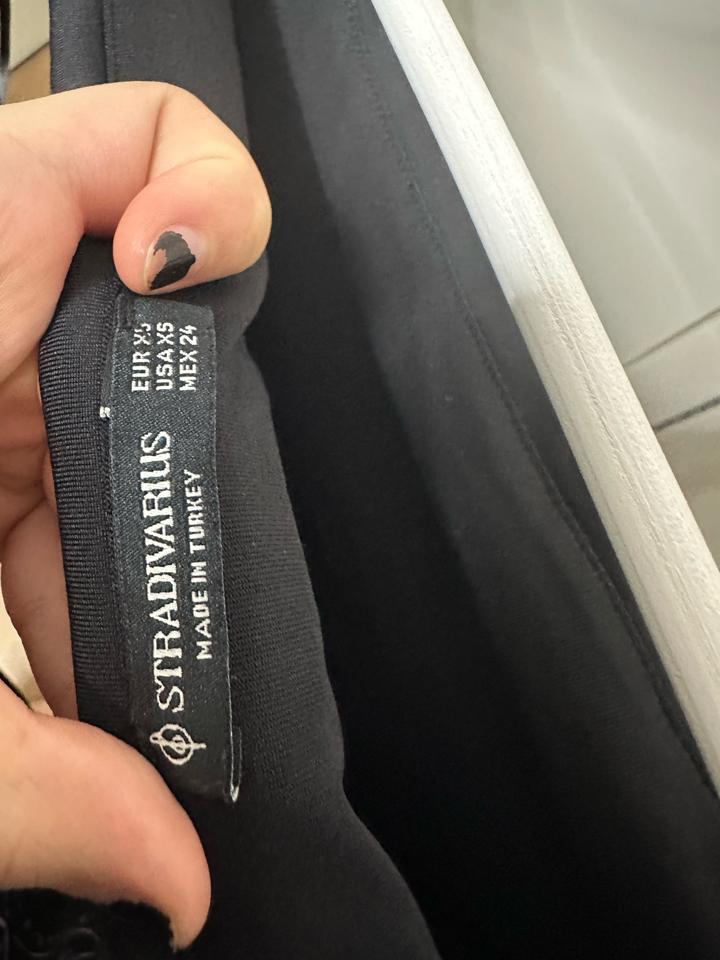 STRADIVARIUS
MADE IN TURKEY
EUR XS
USA XS
MEX 24